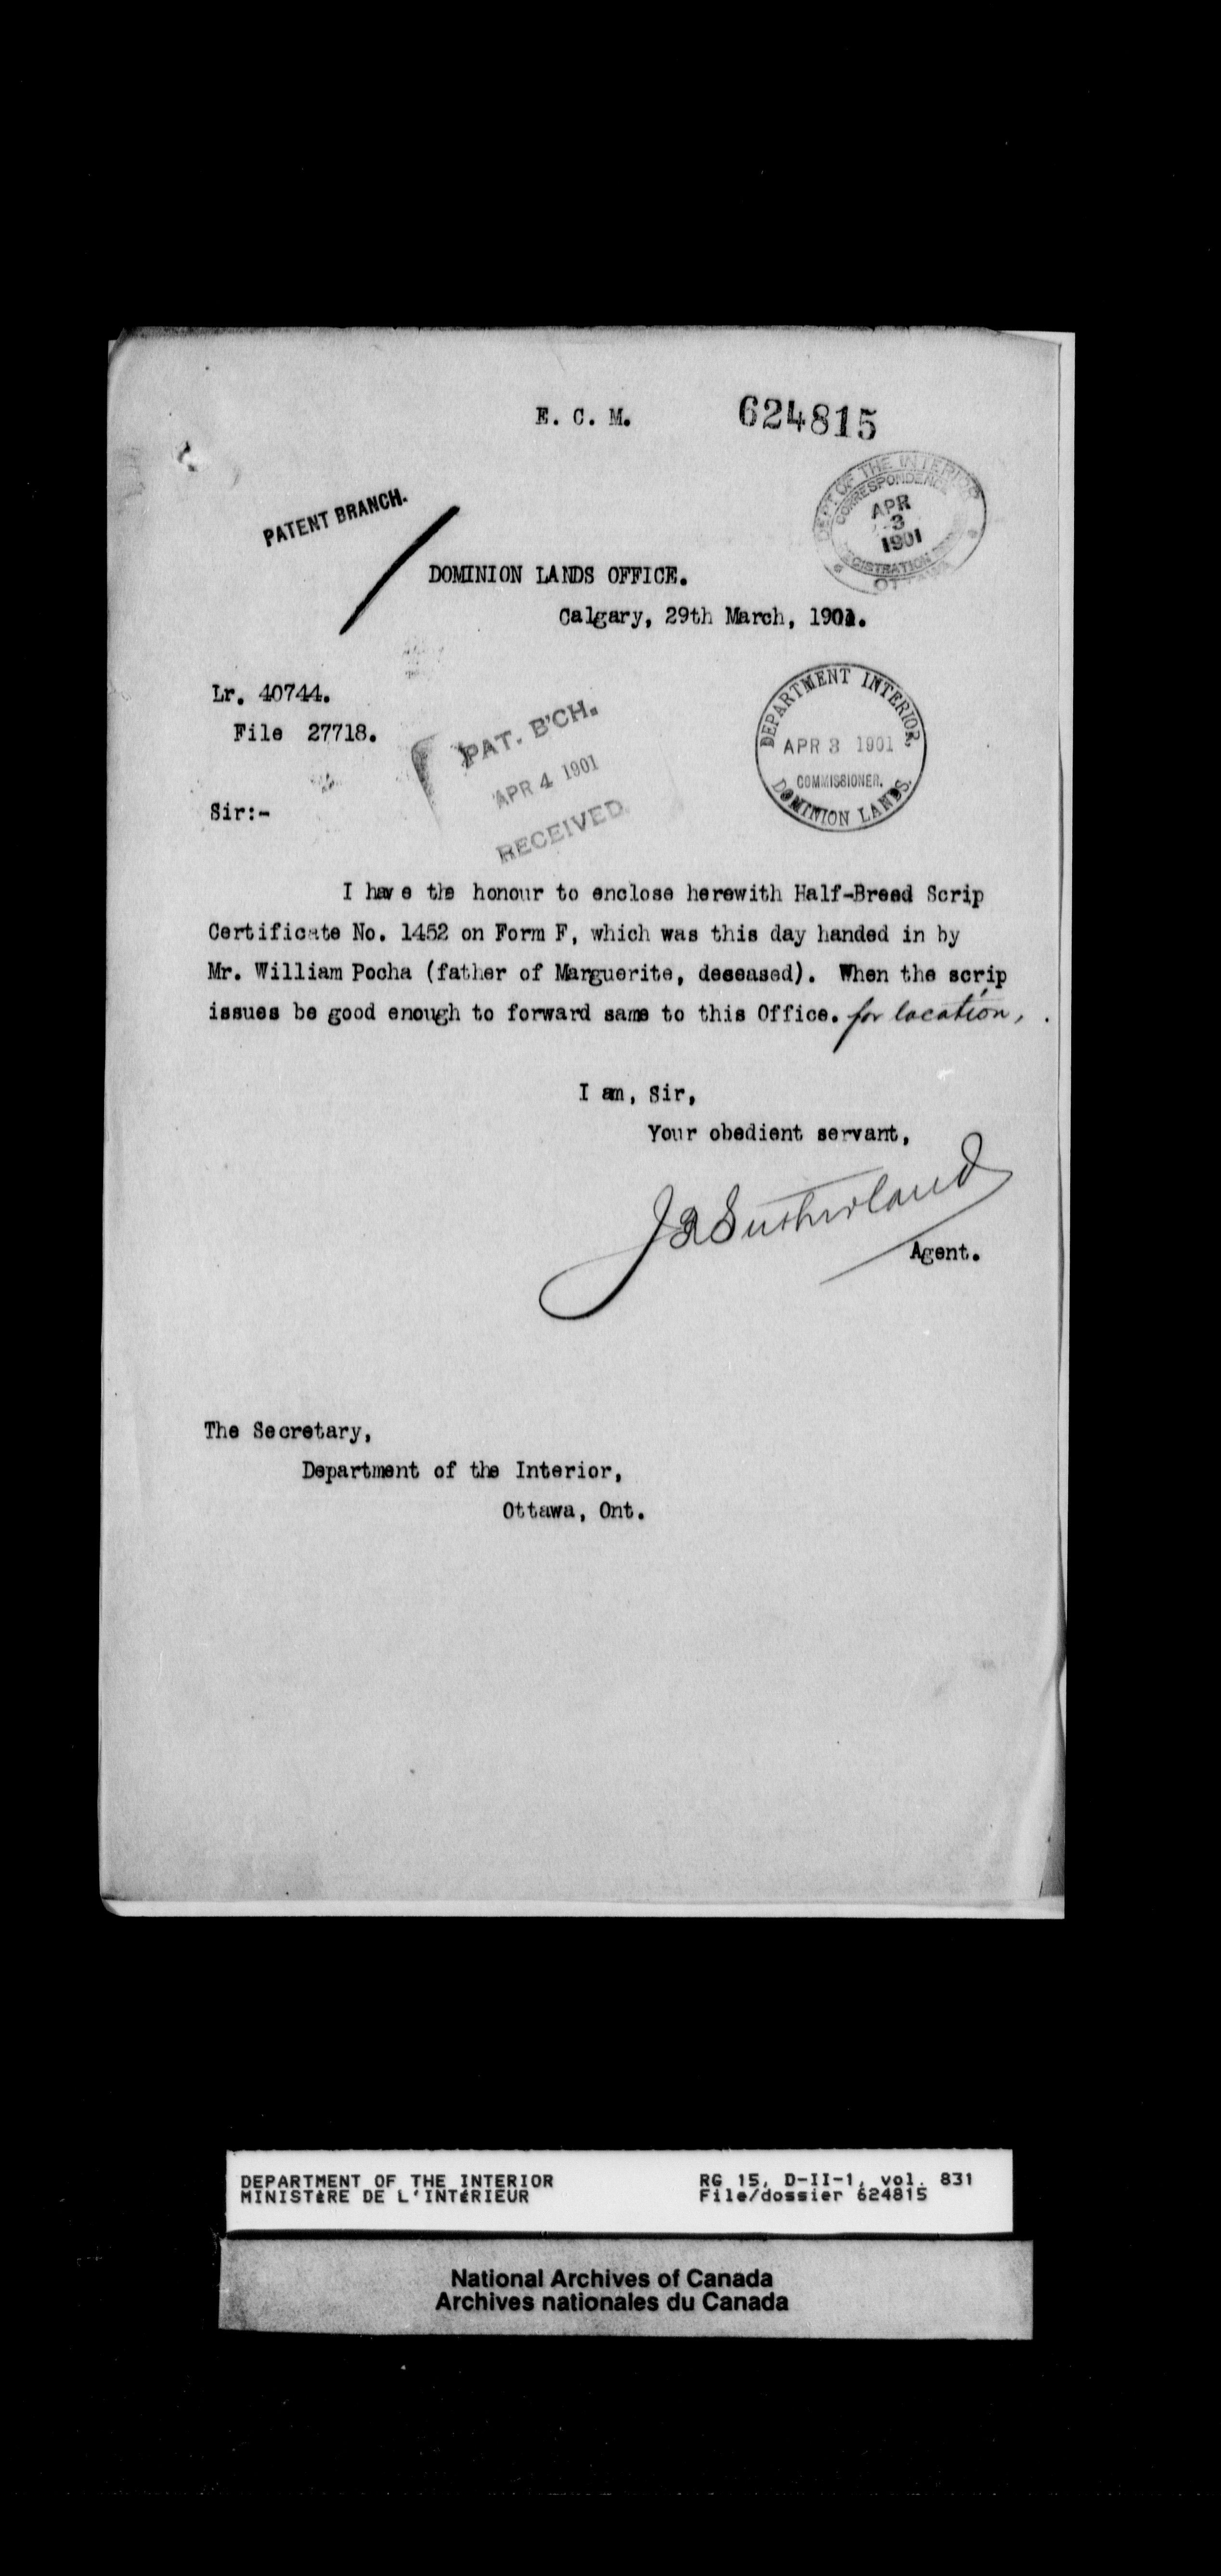 E. C. M.
624815
DEPT OF THE INTERIOR
CORRESPONDENCE
APR
3
1901
REGISTRATION
OTTAWA
PATENT BRANCH.
DOMINION LANDS OFFICE.
Calgary, 29th March, 1901.
Lr. 40744.
File 27718.
PAT. B'CH.
APR 4 1901
RECEIVED
DEPARTMENT INTERIOR,
APR 3 1901
COMMISSIONER.
DOMINION LANDS.
Sir:-
I have the honour to enclose herewith Half-Breed Scrip
Certificate No. 1452 on Form F, which was this day handed in by
Mr. William Pocha (father of Marguerite, deseased). When the scrip
issues be good enough to forward same to this Office. for location,
I am, Sir,
Your obedient servant,
J R Sutherland
Agent.
The Secretary,
Department of the Interior,
Ottawa, Ont.
DEPARTMENT OF THE INTERIOR
MINISTèRE DE L'INTéRIEUR
RG 15, D-II-1, vol. 831
File/dossier 624815
National Archives of Canada
Archives nationales du Canada